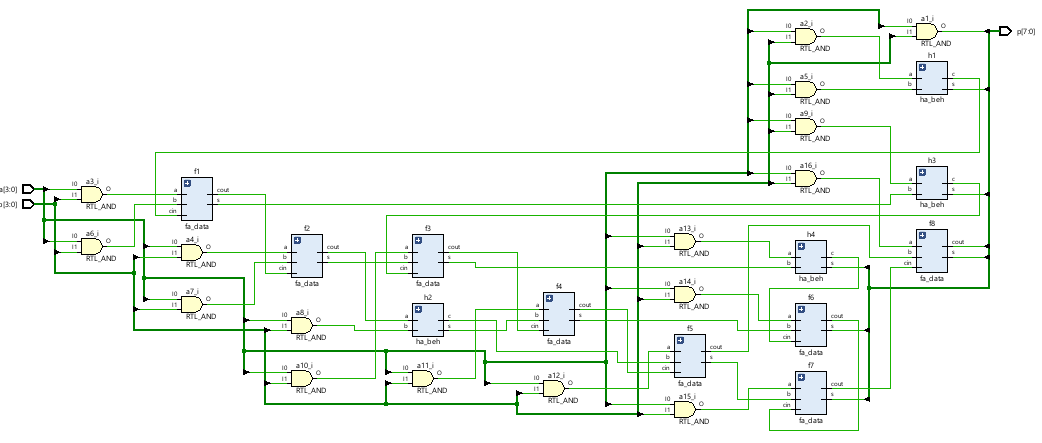 a[3:0]
b[3:0]
a3_i
I0
I1
O
RTL_AND
a6_i
I0
I1
O
RTL_AND
f1
a
b
cin
cout
s
fa_data
a4_i
I0
I1
O
RTL_AND
a7_i
I0
I1
O
RTL_AND
f2
a
b
cin
cout
s
fa_data
a8_i
I0
I1
O
RTL_AND
a10_i
I0
I1
O
RTL_AND
f3
a
b
cin
cout
s
fa_data
h2
a
b
c
s
ha_beh
a11_i
I0
I1
O
RTL_AND
f4
a
b
cin
cout
s
fa_data
a12_i
I0
I1
O
RTL_AND
a13_i
I0
I1
O
RTL_AND
a14_i
I0
I1
O
RTL_AND
f5
a
b
cin
cout
s
fa_data
a15_i
I0
I1
O
RTL_AND
a2_i
I0
I1
O
RTL_AND
a5_i
I0
I1
O
RTL_AND
a9_i
I0
I1
O
RTL_AND
a16_i
I0
I1
O
RTL_AND
h4
a
b
c
s
ha_beh
f6
a
b
cin
cout
s
fa_data
f7
a
b
cin
cout
s
fa_data
a1_i
I0
I1
O
RTL_AND
h1
a
b
c
s
ha_beh
h3
a
b
c
s
ha_beh
f8
a
b
cin
cout
s
fa_data
p[7:0]